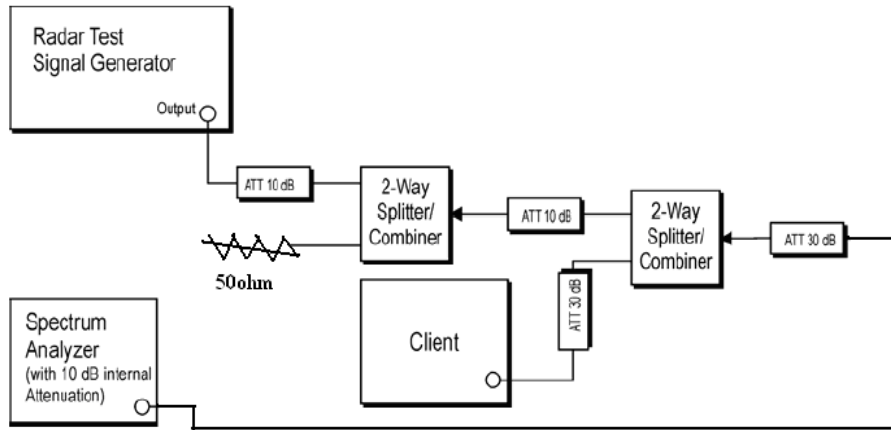 Radar Test
Signal Generator
Output
ATT 10 dB
2-Way
Splitter/
Combiner
ATT 10 dB
2-Way
Splitter/
Combiner
ATT 30 dB
50ohm
ATT 30 dB
Client
Spectrum
Analyzer
(with 10 dB internal
Attenuation)